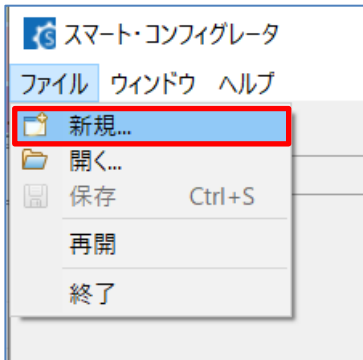 スマート・コンフィグレータ
ファイル ウィンドウ ヘルプ
新規...
開く...
保存 Ctrl+S
再開
終了